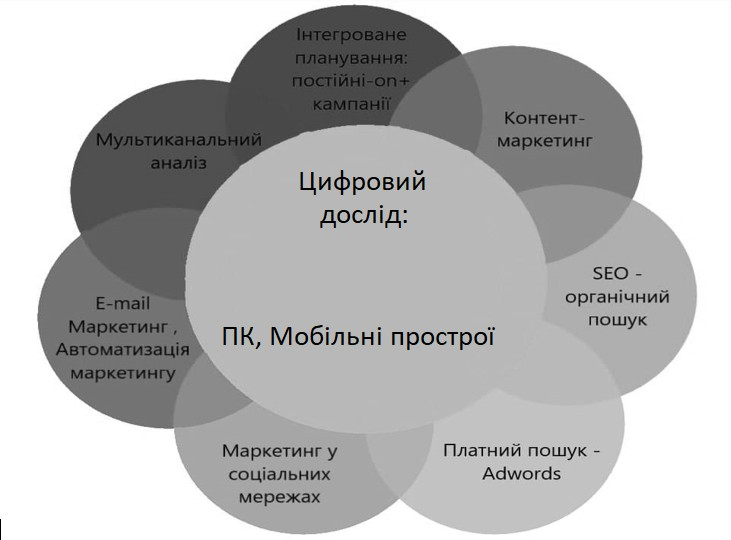 Інтегроване
планування:
постійні-on+
кампанії
Контент-
маркетинг
Мультиканальний
аналіз
Цифровий
дослід:
SEO -
органічний
пошук
E-mail
Маркетинг ,
Автоматизація
маркетингу
ПК, Мобільні прострої
Маркетинг у
соціальних
мережах
Платний пошук -
Adwords